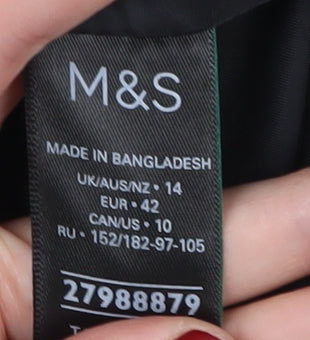 M&S
MADE IN BANGLADESH
UK/AUS/NZ • 14
EUR • 42
CAN/US • 10
RU • 152/182-97-105
27988879